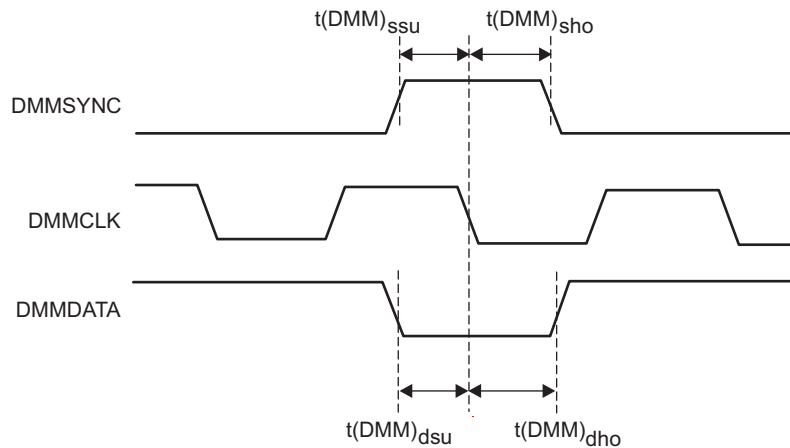 t(DMM)ssu
t(DMM)sho
DMMSYNC
DMMCLK
DMMDATA
t(DMM)dsu
t(DMM)dho